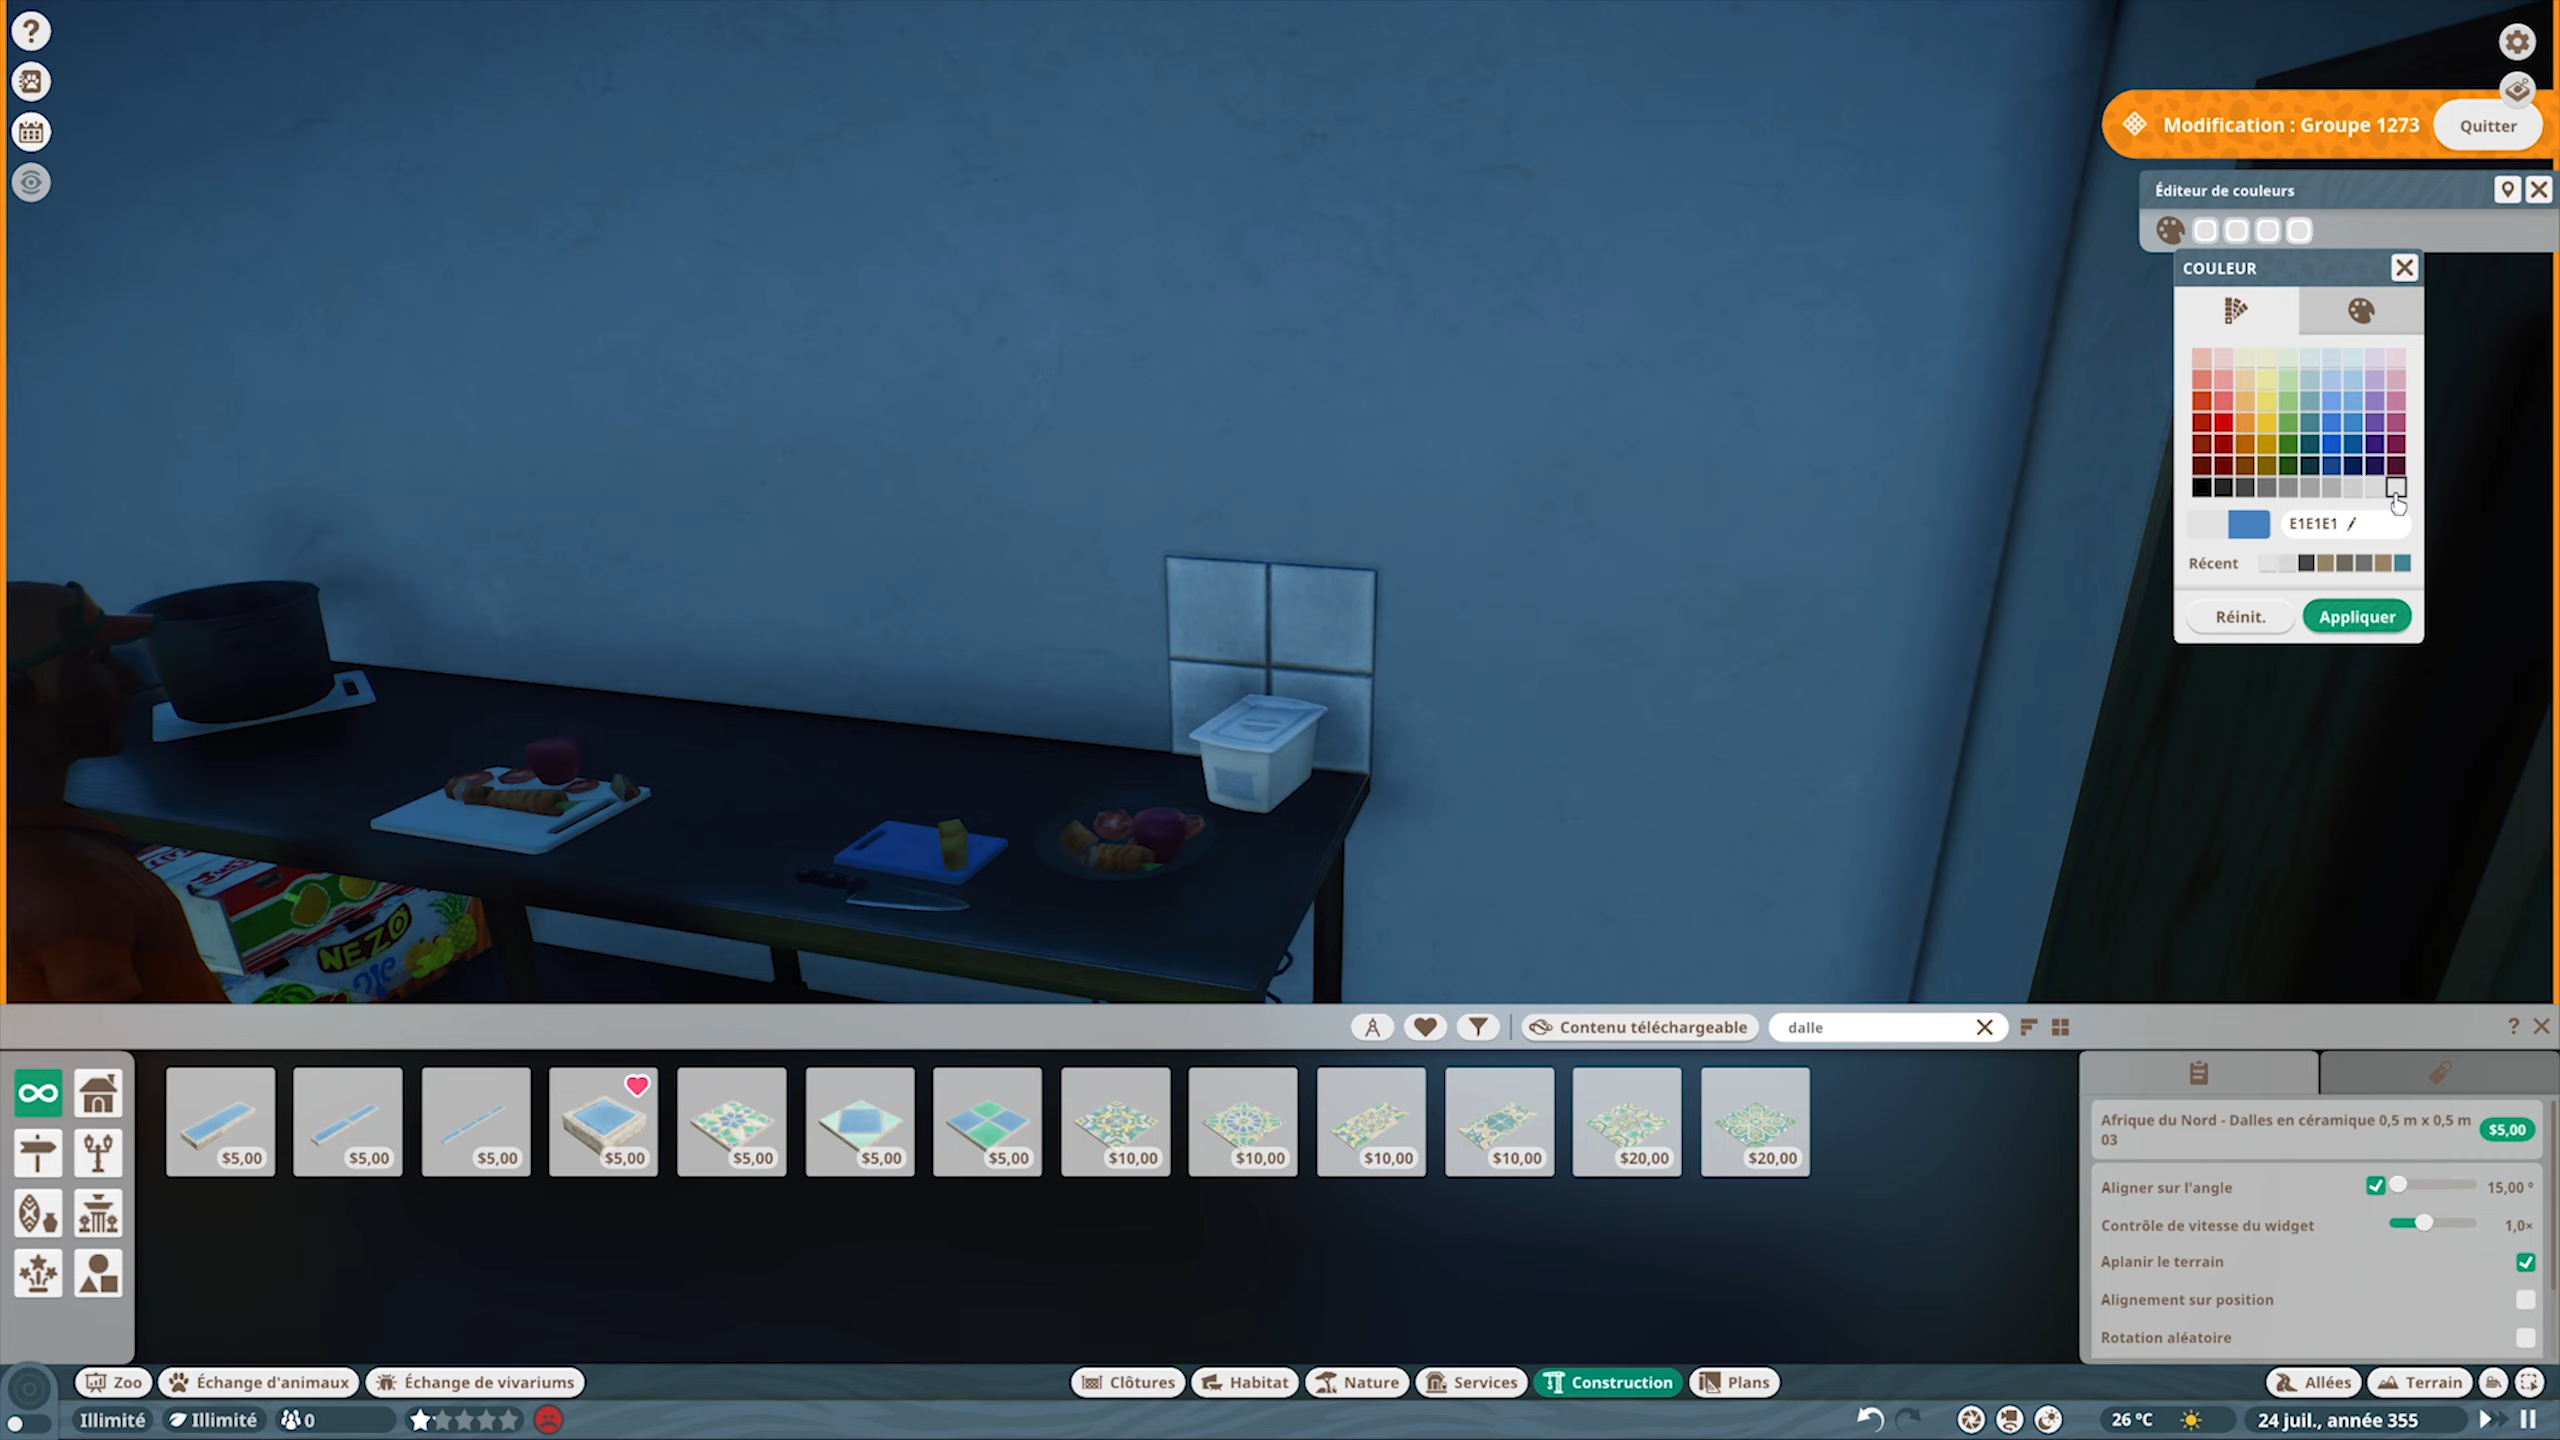 Modification : Groupe 1273
Quitter
Éditeur de couleurs
COULEUR
E1E1E1
Récent
Réinit.
Appliquer
NEZO
Contenu téléchargeable
dalle
?
$5,00
$5,00
$5,00
$5,00
$5,00
$5,00
$5,00
$10,00
$10,00
$10,00
$10,00
$20,00
$20,00
Afrique du Nord - Dalles en céramique 0,5 m x 0,5 m
03
$5,00
Aligner sur l'angle
15,00 °
Contrôle de vitesse du widget
1,0×
Aplanir le terrain
Alignement sur position
Rotation aléatoire
Zoo
Échange d'animaux
Échange de vivariums
Clôtures
Habitat
Nature
Services
Construction
Plans
Allées
Terrain
Illimité
Illimité
0
26 °C
24 juil., année 355